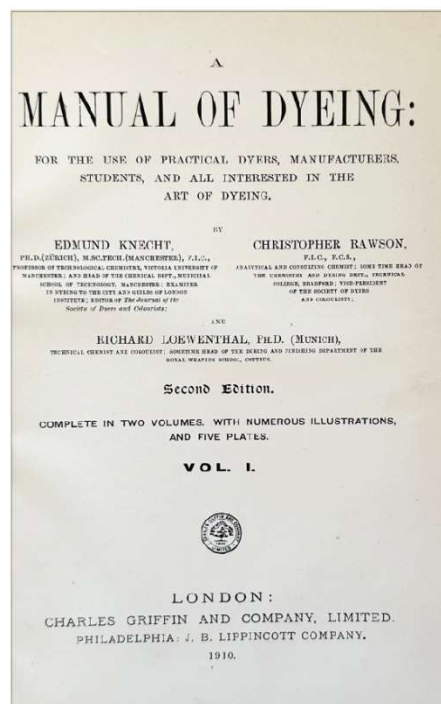 A
MANUAL OF DYEING:
FOR THE USE OF PRACTICAL DYERS, MANUFACTURERS,
STUDENTS, AND ALL INTERESTED IN THE
ART OF DYEING.
BY
EDMUND KNECHT,
PH.D.(ZÜRICH), M.SC.TECH.(MANCHESTER), F.I.C.,
PROFESSOR OF TECHNOLOGICAL CHEMISTRY, VICTORIA UNIVERSITY OF
MANCHESTER; AND HEAD OF THE CHEMICAL DEPT., MUNICIPAL
SCHOOL OF TECHNOLOGY, MANCHESTER; EXAMINER
IN DYEING TO THE CITY AND GUILDS OF LONDON
INSTITUTE; EDITOR OF The Journal of the
Society of Dyers and Colourists;
CHRISTOPHER RAWSON,
F.I.C., F.C.S.,
ANALYTICAL AND CONSULTING CHEMIST; SOME TIME HEAD OF
THE CHEMISTRY AND DYEING DEPT., TECHNICAL
COLLEGE, BRADFORD; VICE-PRESIDENT
OF THE SOCIETY OF DYERS
AND COLOURISTS;
AND
RICHARD LOEWENTHAL, PH.D. (MUNICH),
TECHNICAL CHEMIST AND COLOURIST; SOMETIME HEAD OF THE DYEING AND FINISHING DEPARTMENT OF THE
ROYAL WEAVING SCHOOL, COTTBUS.
Second Edition.
COMPLETE IN TWO VOLUMES. WITH NUMEROUS ILLUSTRATIONS,
AND FIVE PLATES.
VOL. I.
LONDON:
CHARLES GRIFFIN AND COMPANY, LIMITED.
PHILADELPHIA: J. B. LIPPINCOTT COMPANY.
1910.